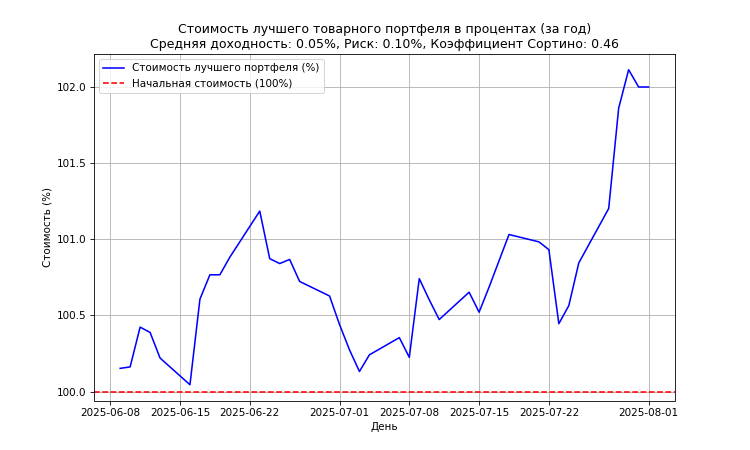 Стоимость лучшего товарного портфеля в процентах (за год)
Средняя доходность: 0.05%, Риск: 0.10%, Коэффициент Сортино: 0.46
Стоимость лучшего портфеля (%)
Начальная стоимость (100%)
Стоимость (%)
102.0
101.5
101.0
100.5
100.0
2025-06-08 2025-06-15 2025-06-22 2025-07-01 2025-07-08 2025-07-15 2025-07-22 2025-08-01
День